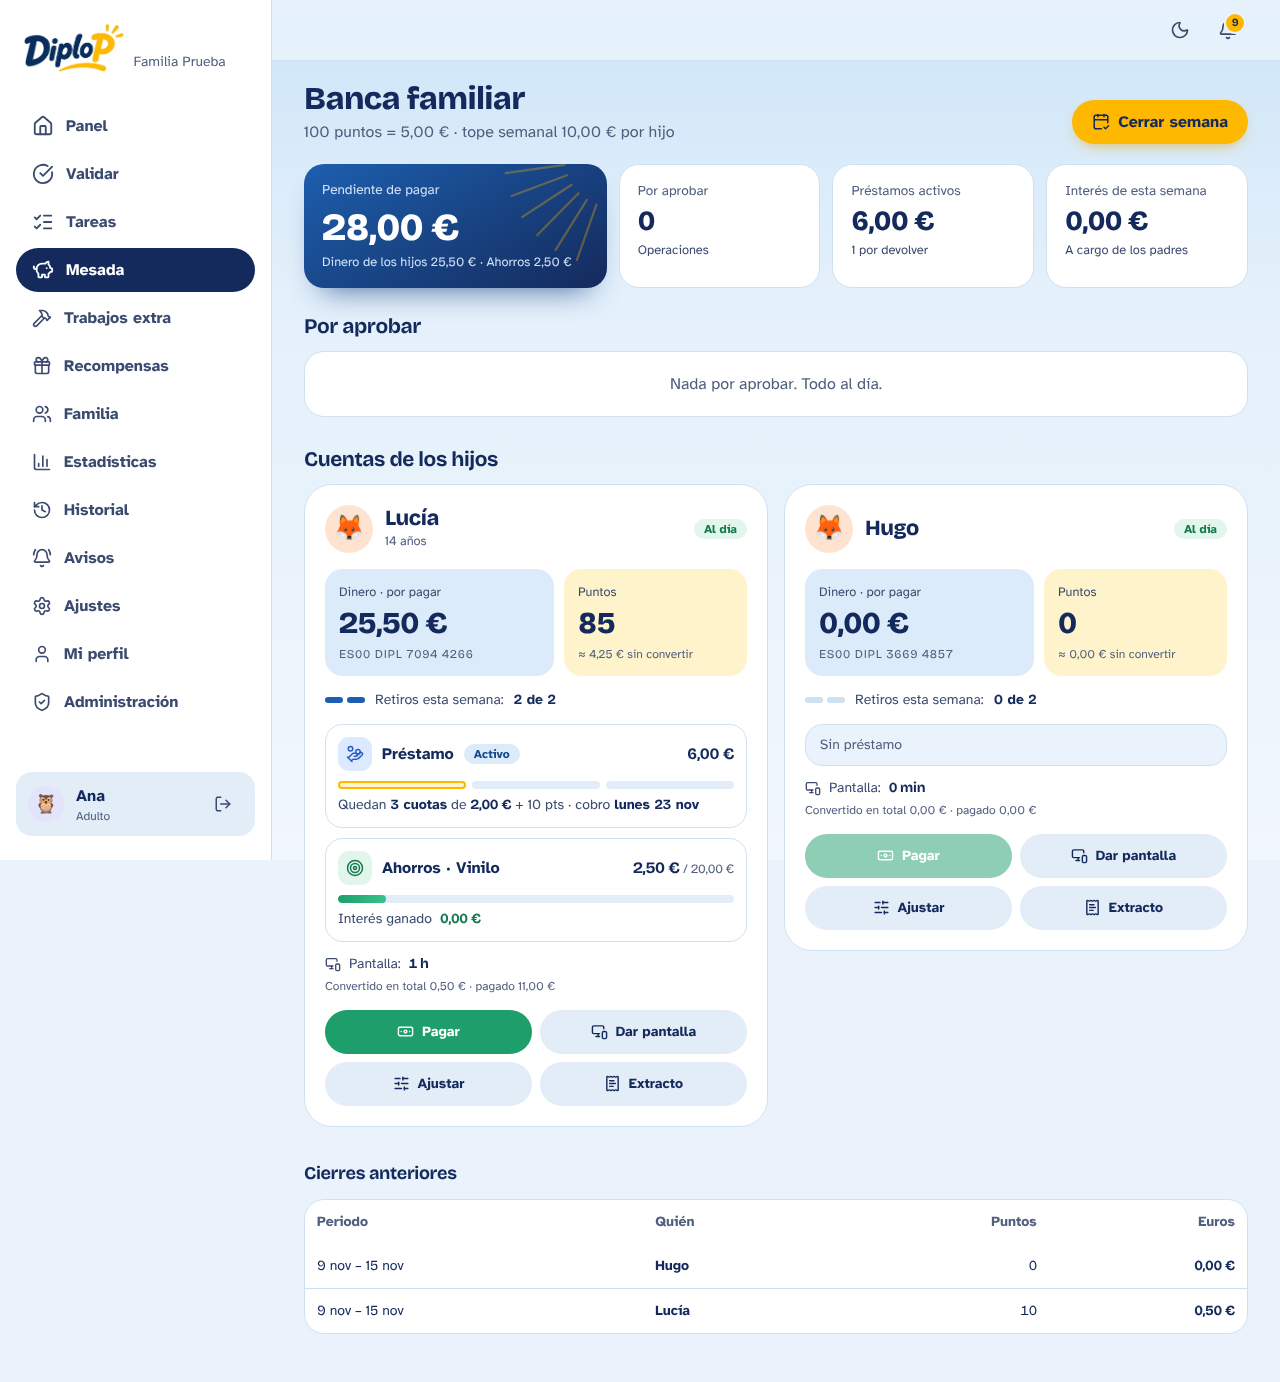 DiploP
Familia Prueba
Panel
Validar
Tareas
Mesada
Trabajos extra
Recompensas
Familia
Estadísticas
Historial
Avisos
Ajustes
Mi perfil
Administración
Ana
Adulto
9
Banca familiar
100 puntos = 5,00 € · tope semanal 10,00 € por hijo
Cerrar semana
Pendiente de pagar
28,00 €
Dinero de los hijos 25,50 € · Ahorros 2,50 €
Por aprobar
0
Operaciones
Préstamos activos
6,00 €
1 por devolver
Interés de esta semana
0,00 €
A cargo de los padres
Por aprobar
Nada por aprobar. Todo al día.
Cuentas de los hijos
Lucía
14 años
Al día
Dinero · por pagar
25,50 €
ES00 DIPL 7094 4266
Puntos
85
≈ 4,25 € sin convertir
Retiros esta semana: 2 de 2
Préstamo Activo 6,00 €
Quedan 3 cuotas de 2,00 € + 10 pts · cobro lunes 23 nov
Ahorros · Vinilo 2,50 € / 20,00 €
Interés ganado 0,00 €
Pantalla: 1 h
Convertido en total 0,50 € · pagado 11,00 €
Pagar
Dar pantalla
Ajustar
Extracto
Hugo
Al día
Dinero · por pagar
0,00 €
ES00 DIPL 3669 4857
Puntos
0
≈ 0,00 € sin convertir
Retiros esta semana: 0 de 2
Sin préstamo
Pantalla: 0 min
Convertido en total 0,00 € · pagado 0,00 €
Pagar
Dar pantalla
Ajustar
Extracto
Cierres anteriores
Periodo Quién Puntos Euros
9 nov – 15 nov Hugo 0 0,00 €
9 nov – 15 nov Lucía 10 0,50 €